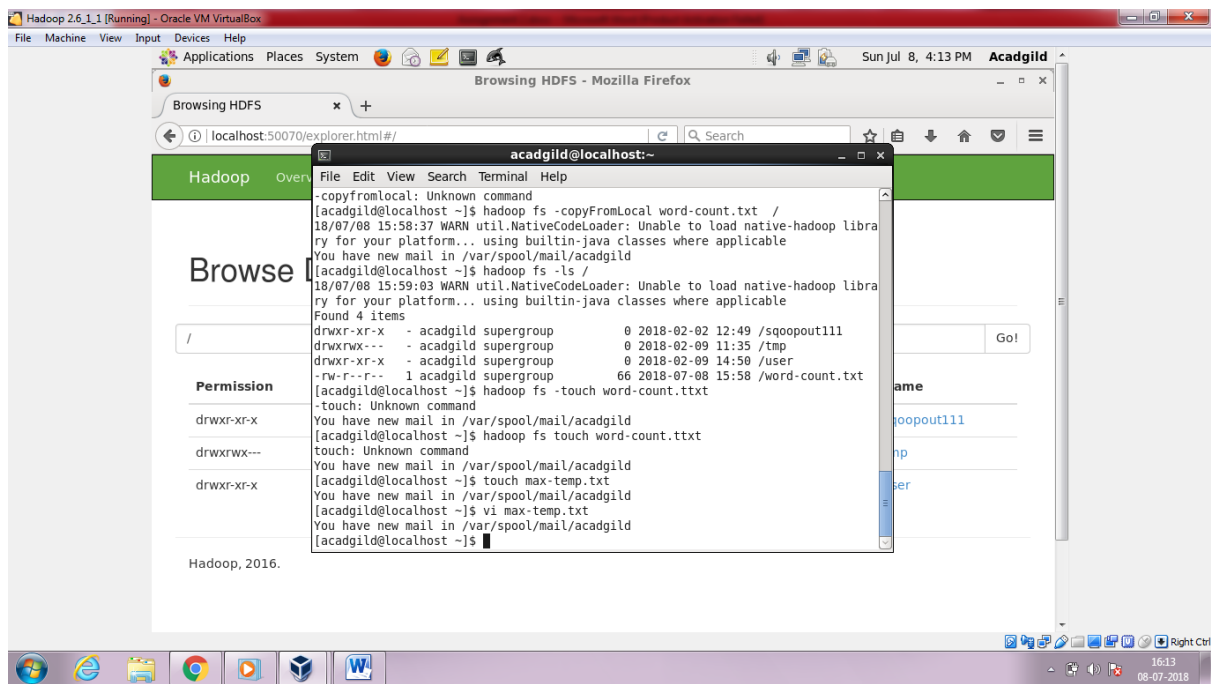 Hadoop 2.6_1_1 [Running] - Oracle VM VirtualBox
File Machine View Input Devices Help
Applications Places System Sun Jul 8, 4:13 PM Acadgild
Browsing HDFS - Mozilla Firefox
Browsing HDFS
localhost:50070/explorer.html#/ Search
acadgild@localhost:~
Hadoop Overv
File Edit View Search Terminal Help
-copyfromlocal: Unknown command
[acadgild@localhost ~]$ hadoop fs -copyFromLocal word-count.txt /
18/07/08 15:58:37 WARN util.NativeCodeLoader: Unable to load native-hadoop libra
ry for your platform... using builtin-java classes where applicable
You have new mail in /var/spool/mail/acadgild
[acadgild@localhost ~]$ hadoop fs -ls /
18/07/08 15:59:03 WARN util.NativeCodeLoader: Unable to load native-hadoop libra
ry for your platform... using builtin-java classes where applicable
Found 4 items
drwxr-xr-x - acadgild supergroup 0 2018-02-02 12:49 /sqoopout111
drwxrwx--- - acadgild supergroup 0 2018-02-09 11:35 /tmp
drwxr-xr-x - acadgild supergroup 0 2018-02-09 14:50 /user
-rw-r--r-- 1 acadgild supergroup 66 2018-07-08 15:58 /word-count.txt
[acadgild@localhost ~]$ hadoop fs -touch word-count.ttxt
-touch: Unknown command
You have new mail in /var/spool/mail/acadgild
[acadgild@localhost ~]$ hadoop fs touch word-count.ttxt
touch: Unknown command
You have new mail in /var/spool/mail/acadgild
[acadgild@localhost ~]$ touch max-temp.txt
You have new mail in /var/spool/mail/acadgild
[acadgild@localhost ~]$ vi max-temp.txt
You have new mail in /var/spool/mail/acadgild
[acadgild@localhost ~]$
Browse D
/ Go!
Permission ame
drwxr-xr-x qoopout111
drwxrwx--- mp
drwxr-xr-x ser
Hadoop, 2016.
Right Ctrl
16:13
08-07-2018